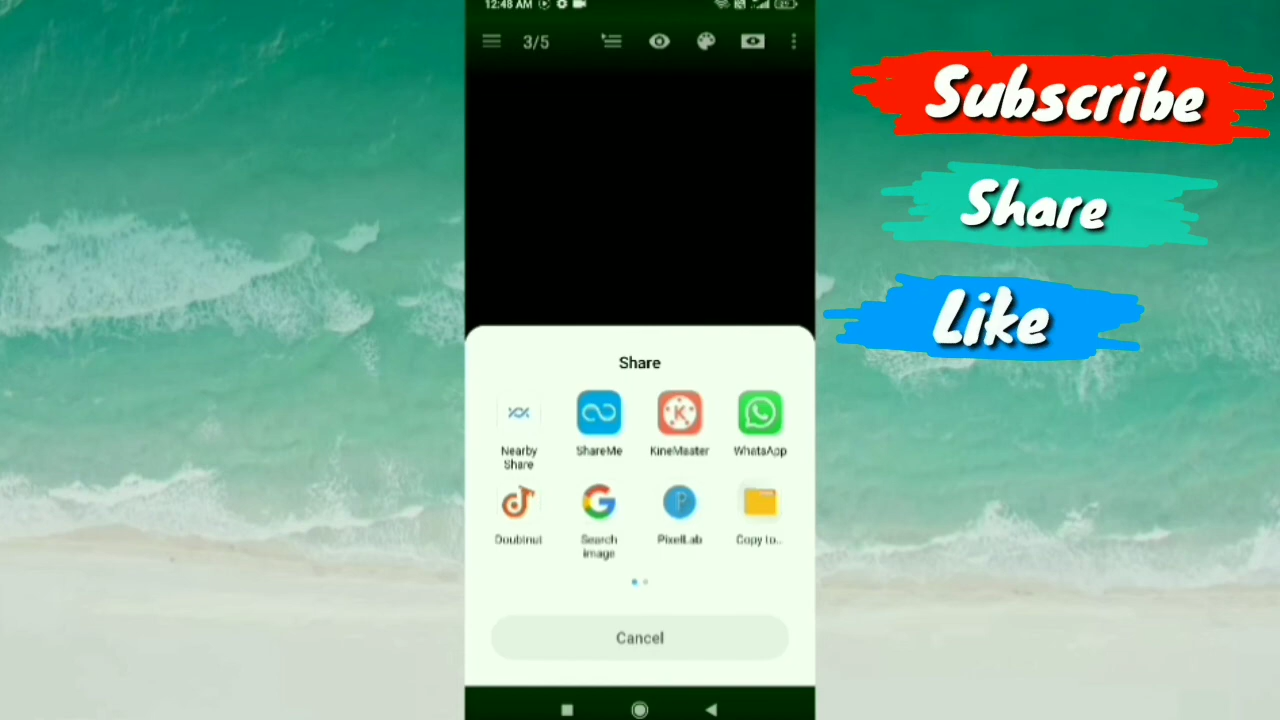 12:48 AM
3/5
Subscribe
Share
Like
Share
Nearby
Share
ShareMe
KineMaster
WhatsApp
Doubtnut
Search
image
PixelLab
Copy to..
Cancel